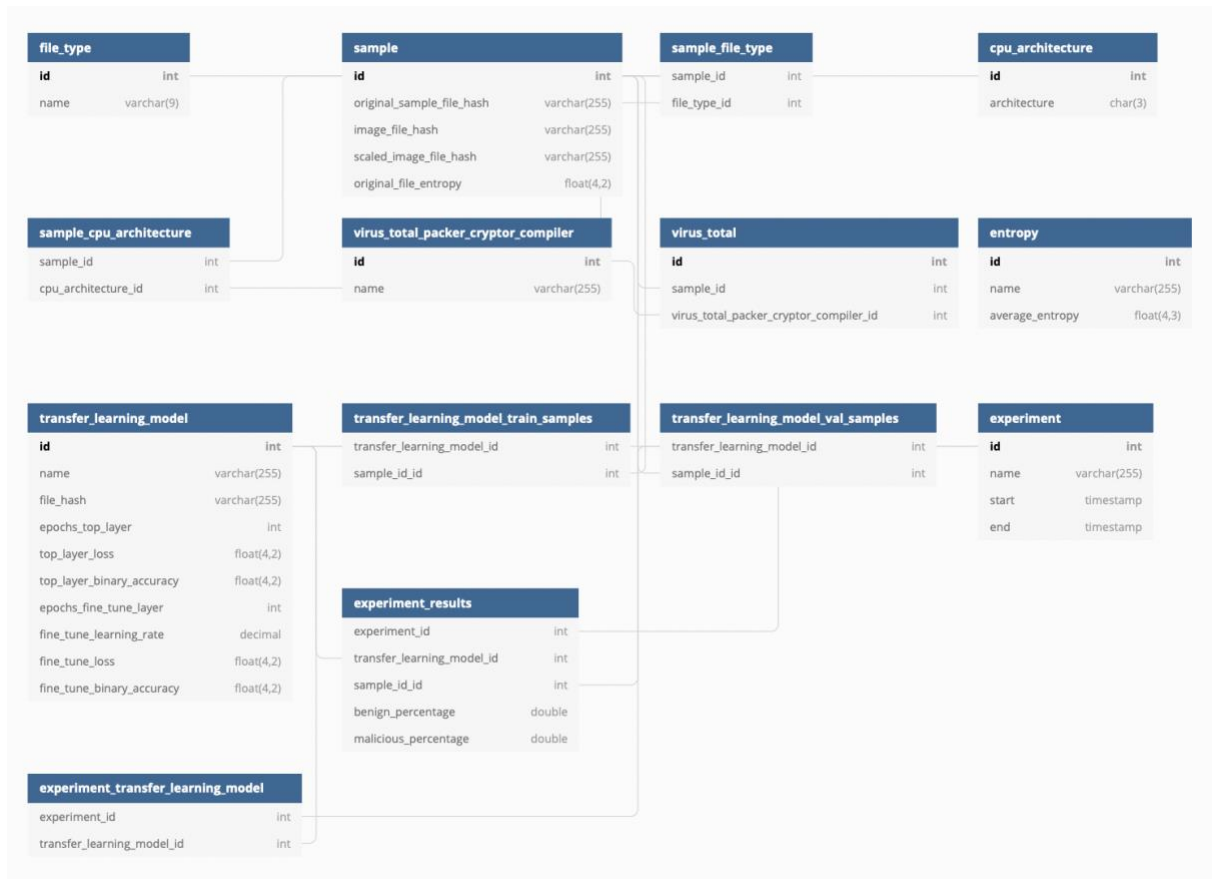 file_type
id int
name varchar(9)
sample
id int
original_sample_file_hash varchar(255)
image_file_hash varchar(255)
scaled_image_file_hash varchar(255)
original_file_entropy float(4,2)
sample_file_type
sample_id int
file_type_id int
cpu_architecture
id int
architecture char(3)
sample_cpu_architecture
sample_id int
cpu_architecture_id int
virus_total_packer_cryptor_compiler
id int
name varchar(255)
virus_total
id int
sample_id int
virus_total_packer_cryptor_compiler_id int
entropy
id int
name varchar(255)
average_entropy float(4,3)
transfer_learning_model
id int
name varchar(255)
file_hash varchar(255)
epochs_top_layer int
top_layer_loss float(4,2)
top_layer_binary_accuracy float(4,2)
epochs_fine_tune_layer int
fine_tune_learning_rate decimal
fine_tune_loss float(4,2)
fine_tune_binary_accuracy float(4,2)
transfer_learning_model_train_samples
transfer_learning_model_id int
sample_id_id int
transfer_learning_model_val_samples
transfer_learning_model_id int
sample_id_id int
experiment
id int
name varchar(255)
start timestamp
end timestamp
experiment_results
experiment_id int
transfer_learning_model_id int
sample_id_id int
benign_percentage double
malicious_percentage double
experiment_transfer_learning_model
experiment_id int
transfer_learning_model_id int